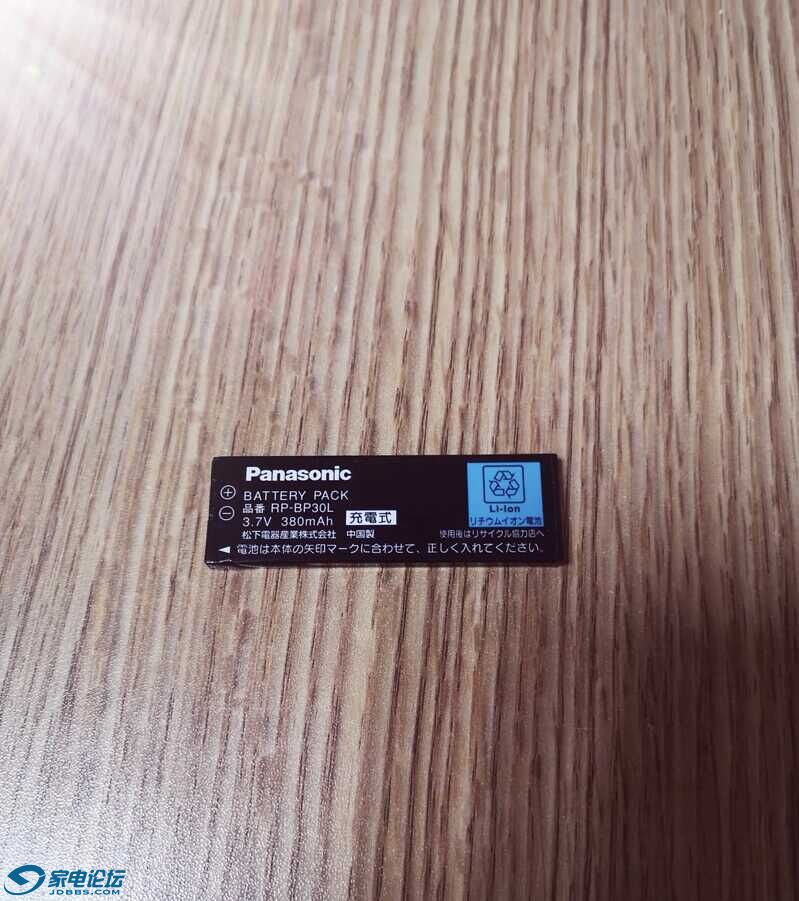 Panasonic
BATTERY PACK
品番 RP-BP30L
3.7V 380mAh 充電式
松下電器産業株式会社 中国製
使用後はリサイクル協力店へ
◀ 電池は本体の矢印マークに合わせて、正しく入れてください。
Li-ion
リチウムイオン電池
家电论坛
JDBBS.COM